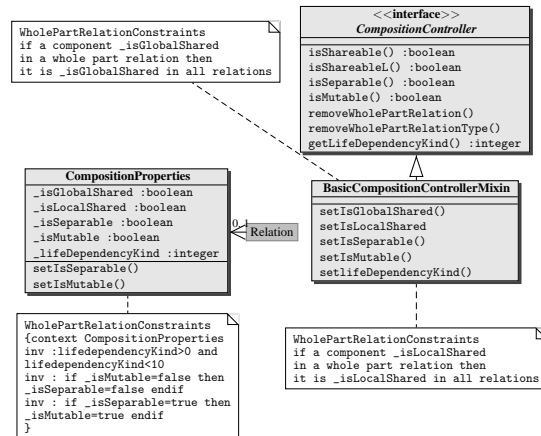 WholePartRelationConstraints
if a component _isGlobalShared
in a whole part relation then
it is _isGlobalShared in all relations
<<interface>>
CompositionController
isShareable() :boolean
isShareableL() :boolean
isSeparable() :boolean
isMutable() :boolean
removeWholePartRelation()
removeWholePartRelationType()
getLifeDependencyKind() :integer
CompositionProperties
_isGlobalShared :boolean
_isLocalShared :boolean
_isSeparable :boolean
_isMutable :boolean
_lifeDependencyKind :integer
setIsSeparable()
setIsMutable()
0..1
Relation
BasicCompositionControllerMixin
setIsGlobalShared()
setIsLocalShared
setIsSeparable()
setIsMutable()
setlifeDependencyKind()
WholePartRelationConstraints
{context CompositionProperties
inv :lifedependencyKind>0 and
lifedependencyKind<10
inv : if _isMutable=false then
_isSeparable=false endif
inv : if _isSeparable=true then
_isMutable=true endif
}
WholePartRelationConstraints
if a component _isLocalShared
in a whole part relation then
it is _isLocalShared in all relations